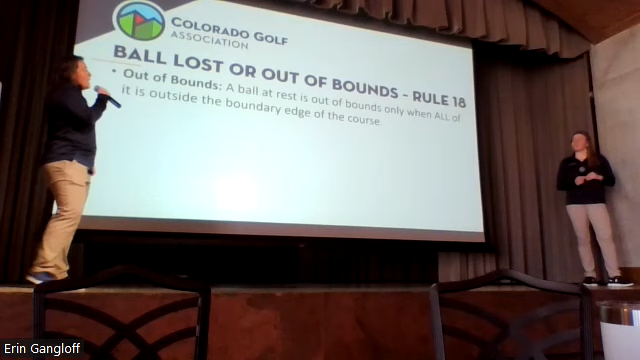 COLORADO GOLF
ASSOCIATION
BALL LOST OR OUT OF BOUNDS - RULE 18
• Out of Bounds: A ball at rest is out of bounds only when ALL of
it is outside the boundary edge of the course.
Erin Gangloff